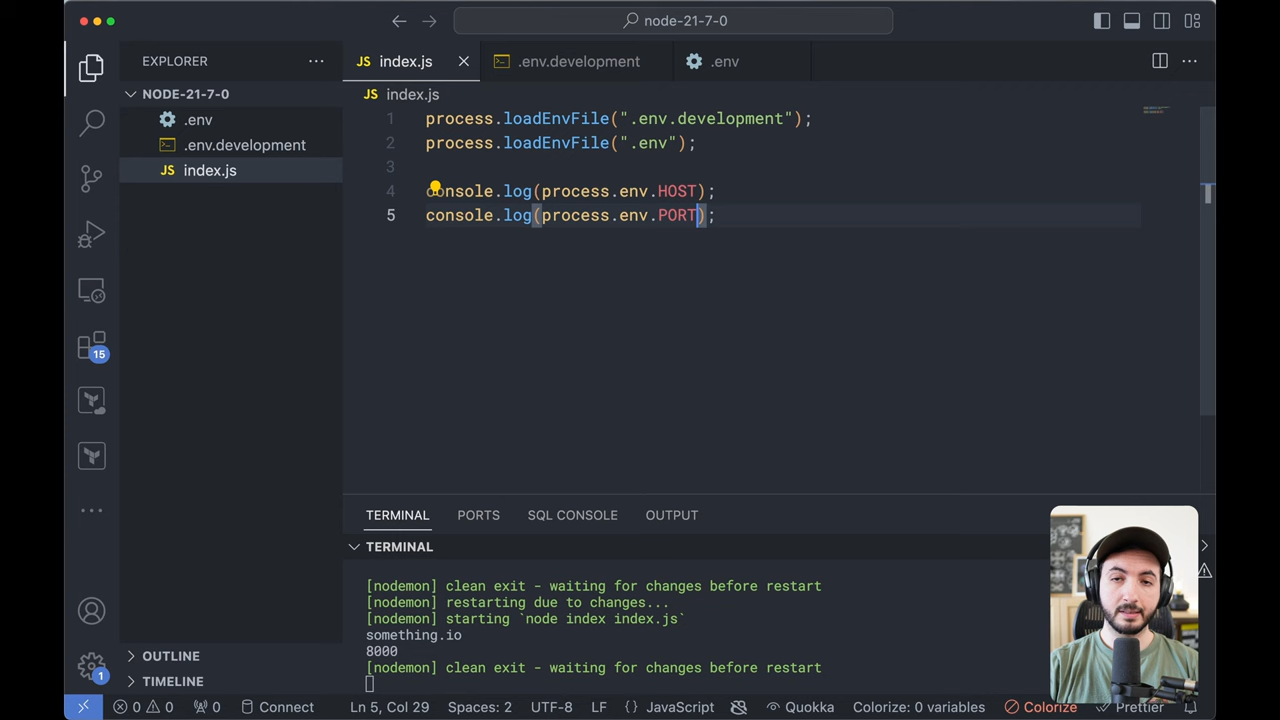 node-21-7-0
EXPLORER
index.js
.env.development
.env
NODE-21-7-0
.env
.env.development
JS index.js
JS index.js
1 process.loadEnvFile(".env.development");
2 process.loadEnvFile(".env");
3
4 console.log(process.env.HOST);
5 console.log(process.env.PORT);
15
TERMINAL PORTS SQL CONSOLE OUTPUT
TERMINAL
[nodemon] clean exit - waiting for changes before restart
[nodemon] restarting due to changes...
[nodemon] starting `node index index.js`
something.io
8000
[nodemon] clean exit - waiting for changes before restart
OUTLINE
TIMELINE
1
0 0 0 Connect Ln 5, Col 29 Spaces: 2 UTF-8 LF {} JavaScript Quokka Colorize: 0 variables Colorize Prettier